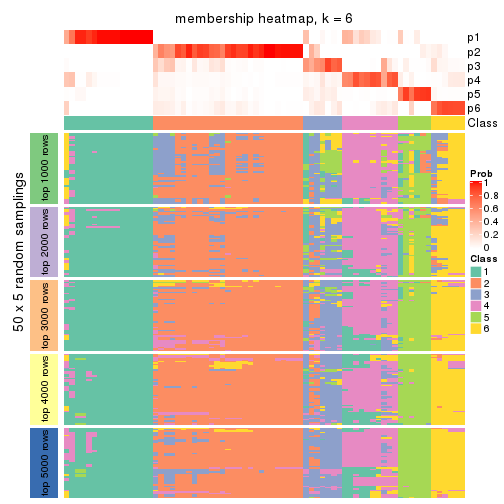 membership heatmap, k = 6
p1
p2
p3
p4
p5
p6
Class
50 x 5 random samplings
top 1000 rows
top 2000 rows
top 3000 rows
top 4000 rows
top 5000 rows
Prob
1
0.8
0.6
0.4
0.2
0
Class
1
2
3
4
5
6